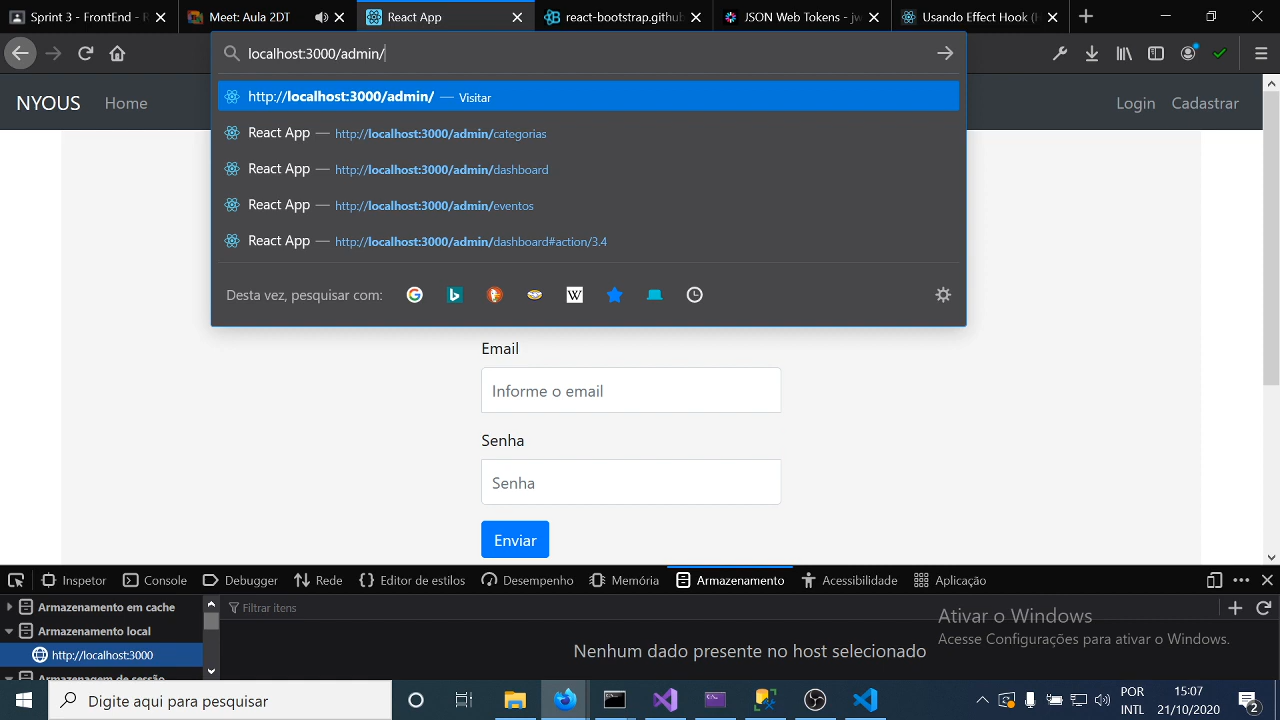 Sprint 3 - FrontEnd - R
Meet: Aula 2DT
React App
react-bootstrap.github
JSON Web Tokens - jw
Usando Effect Hook (H
localhost:3000/admin/
http://localhost:3000/admin/ — Visitar
React App — http://localhost:3000/admin/categorias
React App — http://localhost:3000/admin/dashboard
React App — http://localhost:3000/admin/eventos
React App — http://localhost:3000/admin/dashboard#action/3.4
Desta vez, pesquisar com:
NYOUS Home Login Cadastrar
Email
Informe o email
Senha
Senha
Enviar
Inspetor Console Debugger Rede Editor de estilos Desempenho Memória Armazenamento Acessibilidade Aplicação
Armazenamento em cache
Filtrar itens
Armazenamento local
http://localhost:3000
Nenhum dado presente no host selecionado
Ativar o Windows
Acesse Configurações para ativar o Windows.
Digite aqui para pesquisar
POR
INTL
15:07
21/10/2020
2